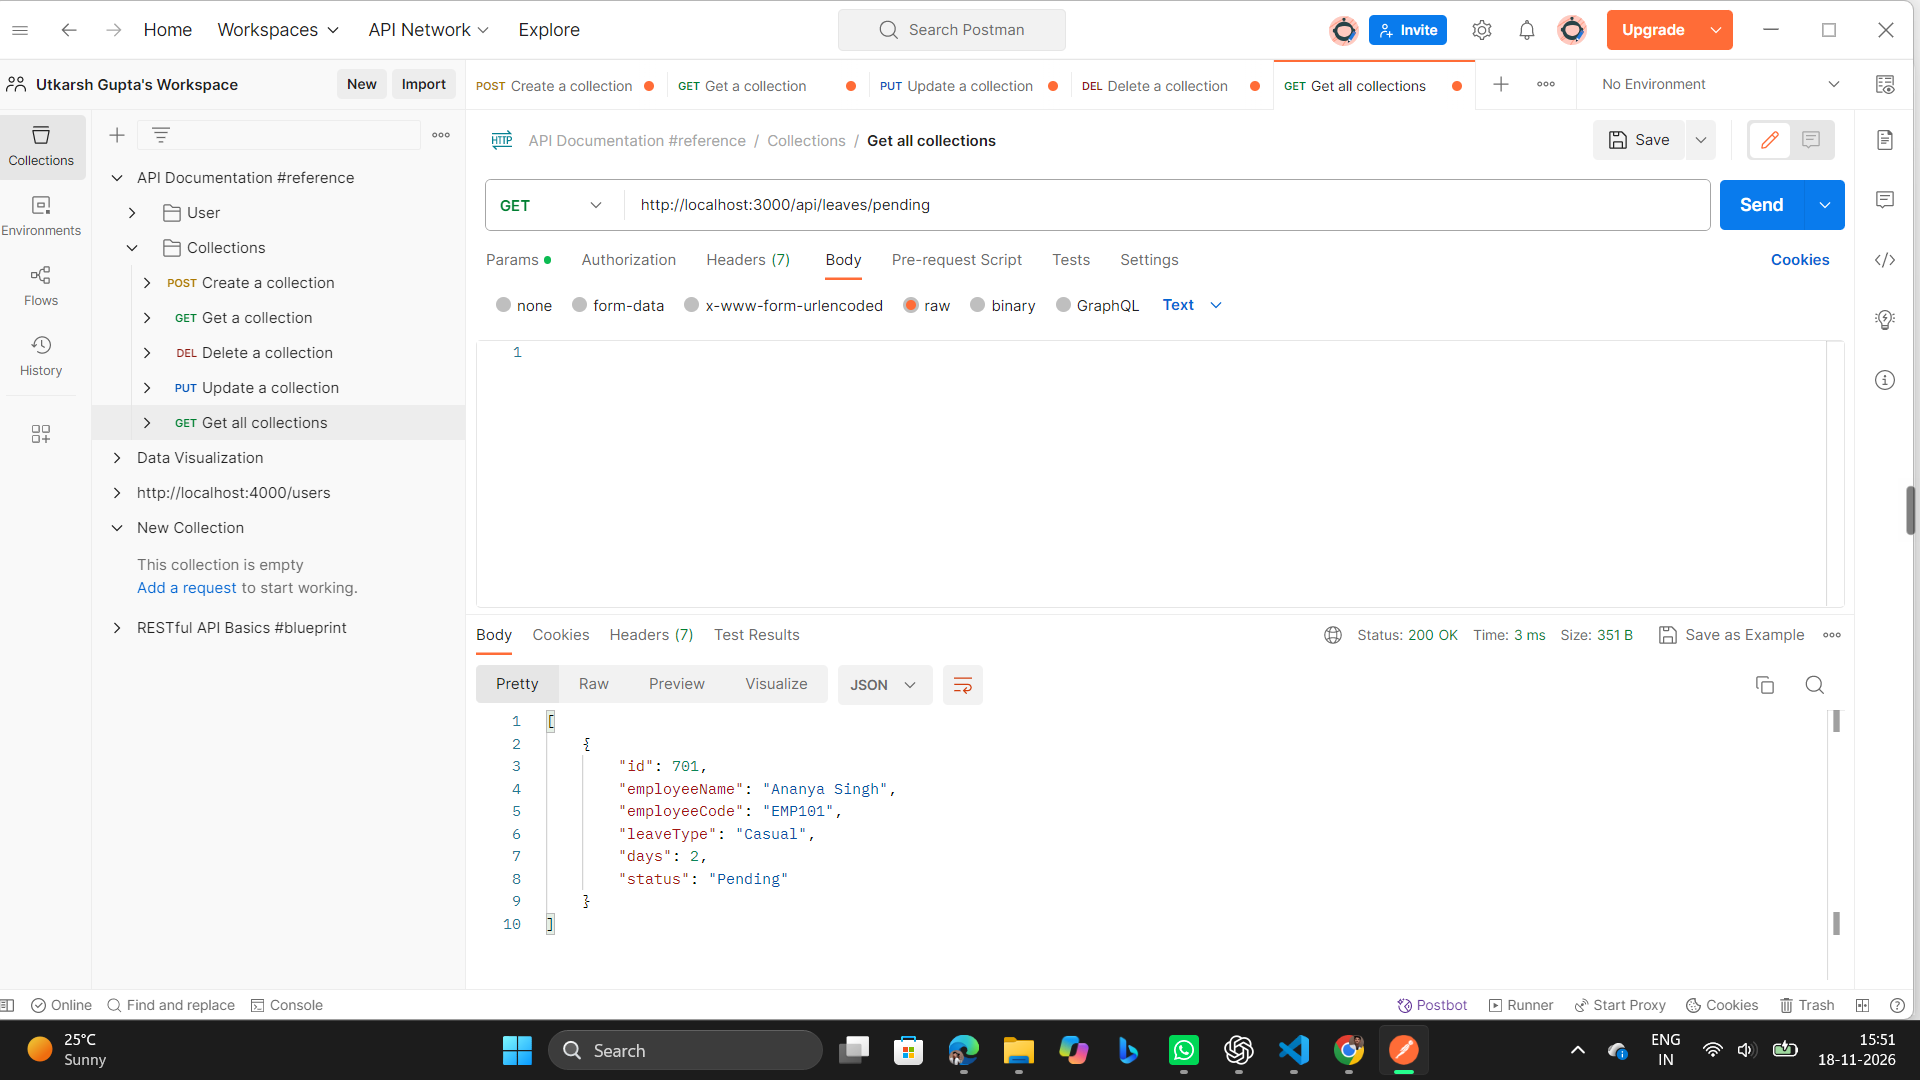 Home Workspaces API Network Explore Search Postman Invite Upgrade
Utkarsh Gupta's Workspace New Import POST Create a collection GET Get a collection PUT Update a collection DEL Delete a collection GET Get all collections No Environment
Collections
Environments
Flows
History
API Documentation #reference
User
Collections
POST Create a collection
GET Get a collection
DEL Delete a collection
PUT Update a collection
GET Get all collections
Data Visualization
http://localhost:4000/users
New Collection
This collection is empty
Add a request to start working.
RESTful API Basics #blueprint
HTTP API Documentation #reference / Collections / Get all collections Save
GET http://localhost:3000/api/leaves/pending Send
Params Authorization Headers (7) Body Pre-request Script Tests Settings Cookies
none form-data x-www-form-urlencoded raw binary GraphQL Text
1
Body Cookies Headers (7) Test Results Status: 200 OK Time: 3 ms Size: 351 B Save as Example
Pretty Raw Preview Visualize JSON
1 [
2 {
3 "id": 701,
4 "employeeName": "Ananya Singh",
5 "employeeCode": "EMP101",
6 "leaveType": "Casual",
7 "days": 2,
8 "status": "Pending"
9 }
10 ]
Online Find and replace Console Postbot Runner Start Proxy Cookies Trash
25°C
Sunny
Search
ENG
IN
15:51
18-11-2026